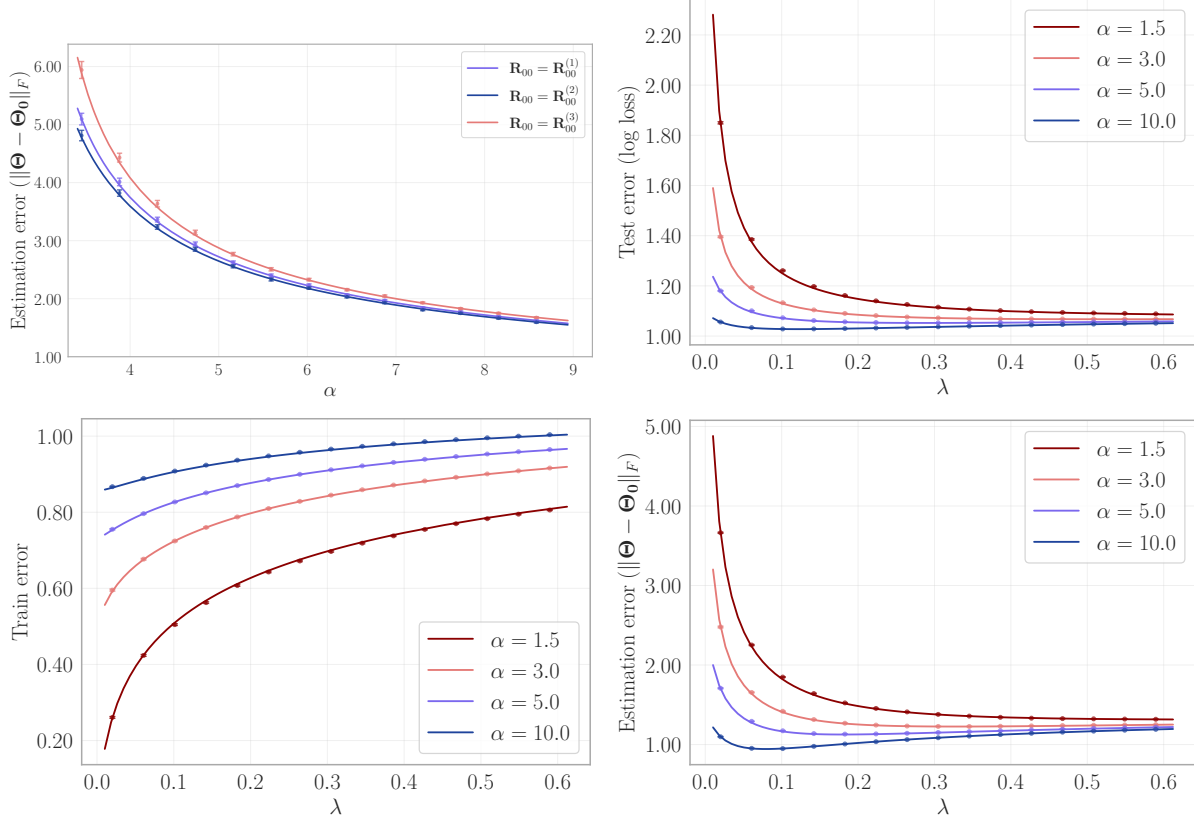 Estimation error (‖Θ − Θ₀‖_F)
6.00
5.00
4.00
3.00
2.00
1.00
4 5 6 7 8 9
α
R₀₀ = R₀₀⁽¹⁾
R₀₀ = R₀₀⁽²⁾
R₀₀ = R₀₀⁽³⁾
Test error (log loss)
2.20
2.00
1.80
1.60
1.40
1.20
1.00
0.0 0.1 0.2 0.3 0.4 0.5 0.6
λ
α = 1.5
α = 3.0
α = 5.0
α = 10.0
Train error
1.00
0.80
0.60
0.40
0.20
0.0 0.1 0.2 0.3 0.4 0.5 0.6
λ
α = 1.5
α = 3.0
α = 5.0
α = 10.0
Estimation error (‖Θ − Θ₀‖_F)
5.00
4.00
3.00
2.00
1.00
0.0 0.1 0.2 0.3 0.4 0.5 0.6
λ
α = 1.5
α = 3.0
α = 5.0
α = 10.0